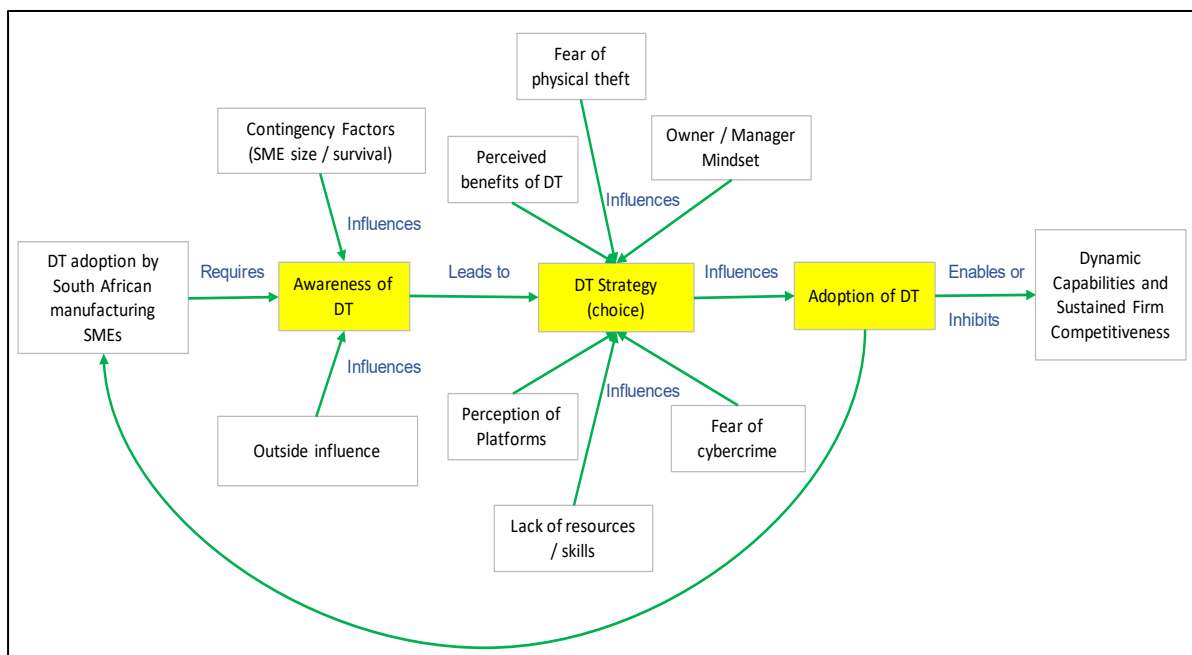 Fear of
physical theft
Contingency Factors
(SME size / survival)
Owner / Manager
Mindset
Perceived
benefits of DT
Influences
Influences
DT adoption by
South African
manufacturing
SMEs
Requires
Awareness of
DT
Leads to
DT Strategy
(choice)
Influences
Adoption of DT
Enables or
Inhibits
Dynamic
Capabilities and
Sustained Firm
Competitiveness
Influences
Influences
Outside influence
Perception of
Platforms
Fear of
cybercrime
Lack of resources
/ skills